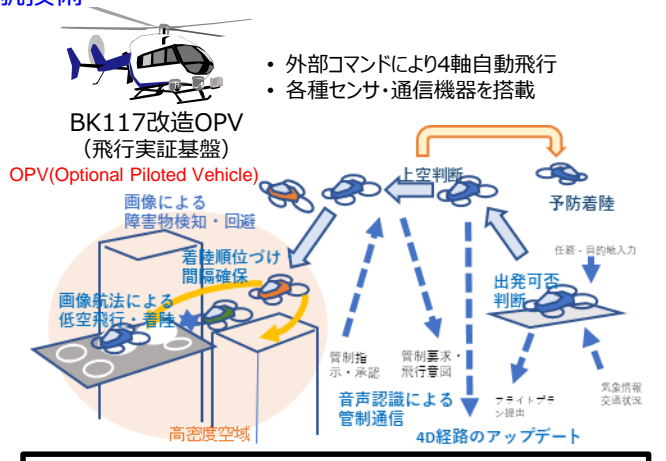 • 外部コマンドにより4軸自動飛行
• 各種センサ・通信機器を搭載
BK117改造OPV
（飛行実証基盤）
OPV(Optional Piloted Vehicle)
上空判断
予防着陸
画像による
障害物検知・回避
着陸順位づけ
間隔確保
任務・目的地入力
出発可否
判断
画像航法による
低空飛行・着陸
管制指
示・承認
管制要求・
飛行意図
音声認識による
管制通信
フライトプラ
ン提出
気象情報
交通状況
高密度空域
4D経路のアップデート